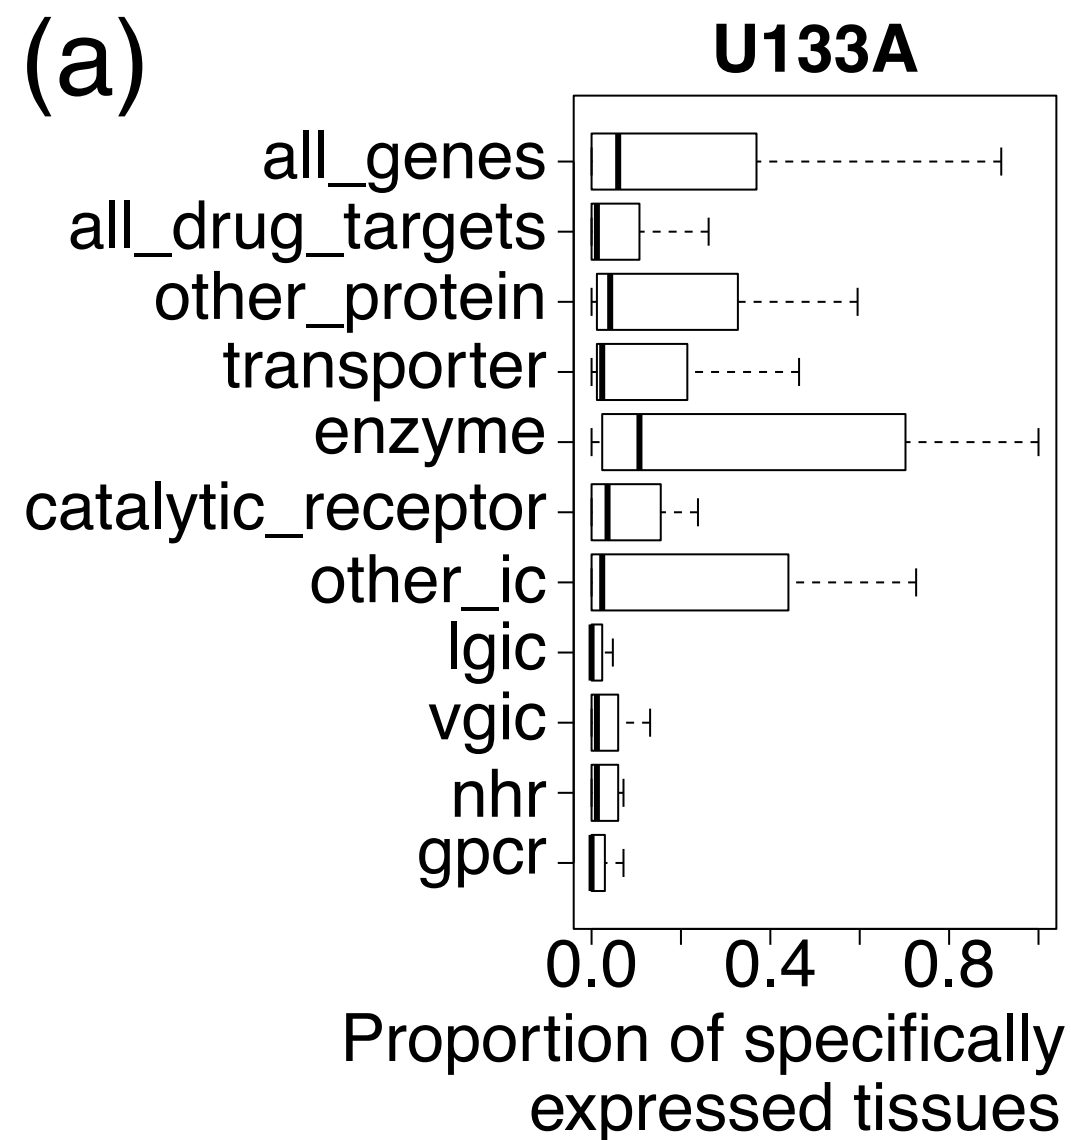 (a)
U133A
all_genes
all_drug_targets
other_protein
transporter
enzyme
catalytic_receptor
other_ic
lgic
vgic
nhr
gpcr
0.0 0.4 0.8
Proportion of specifically
expressed tissues